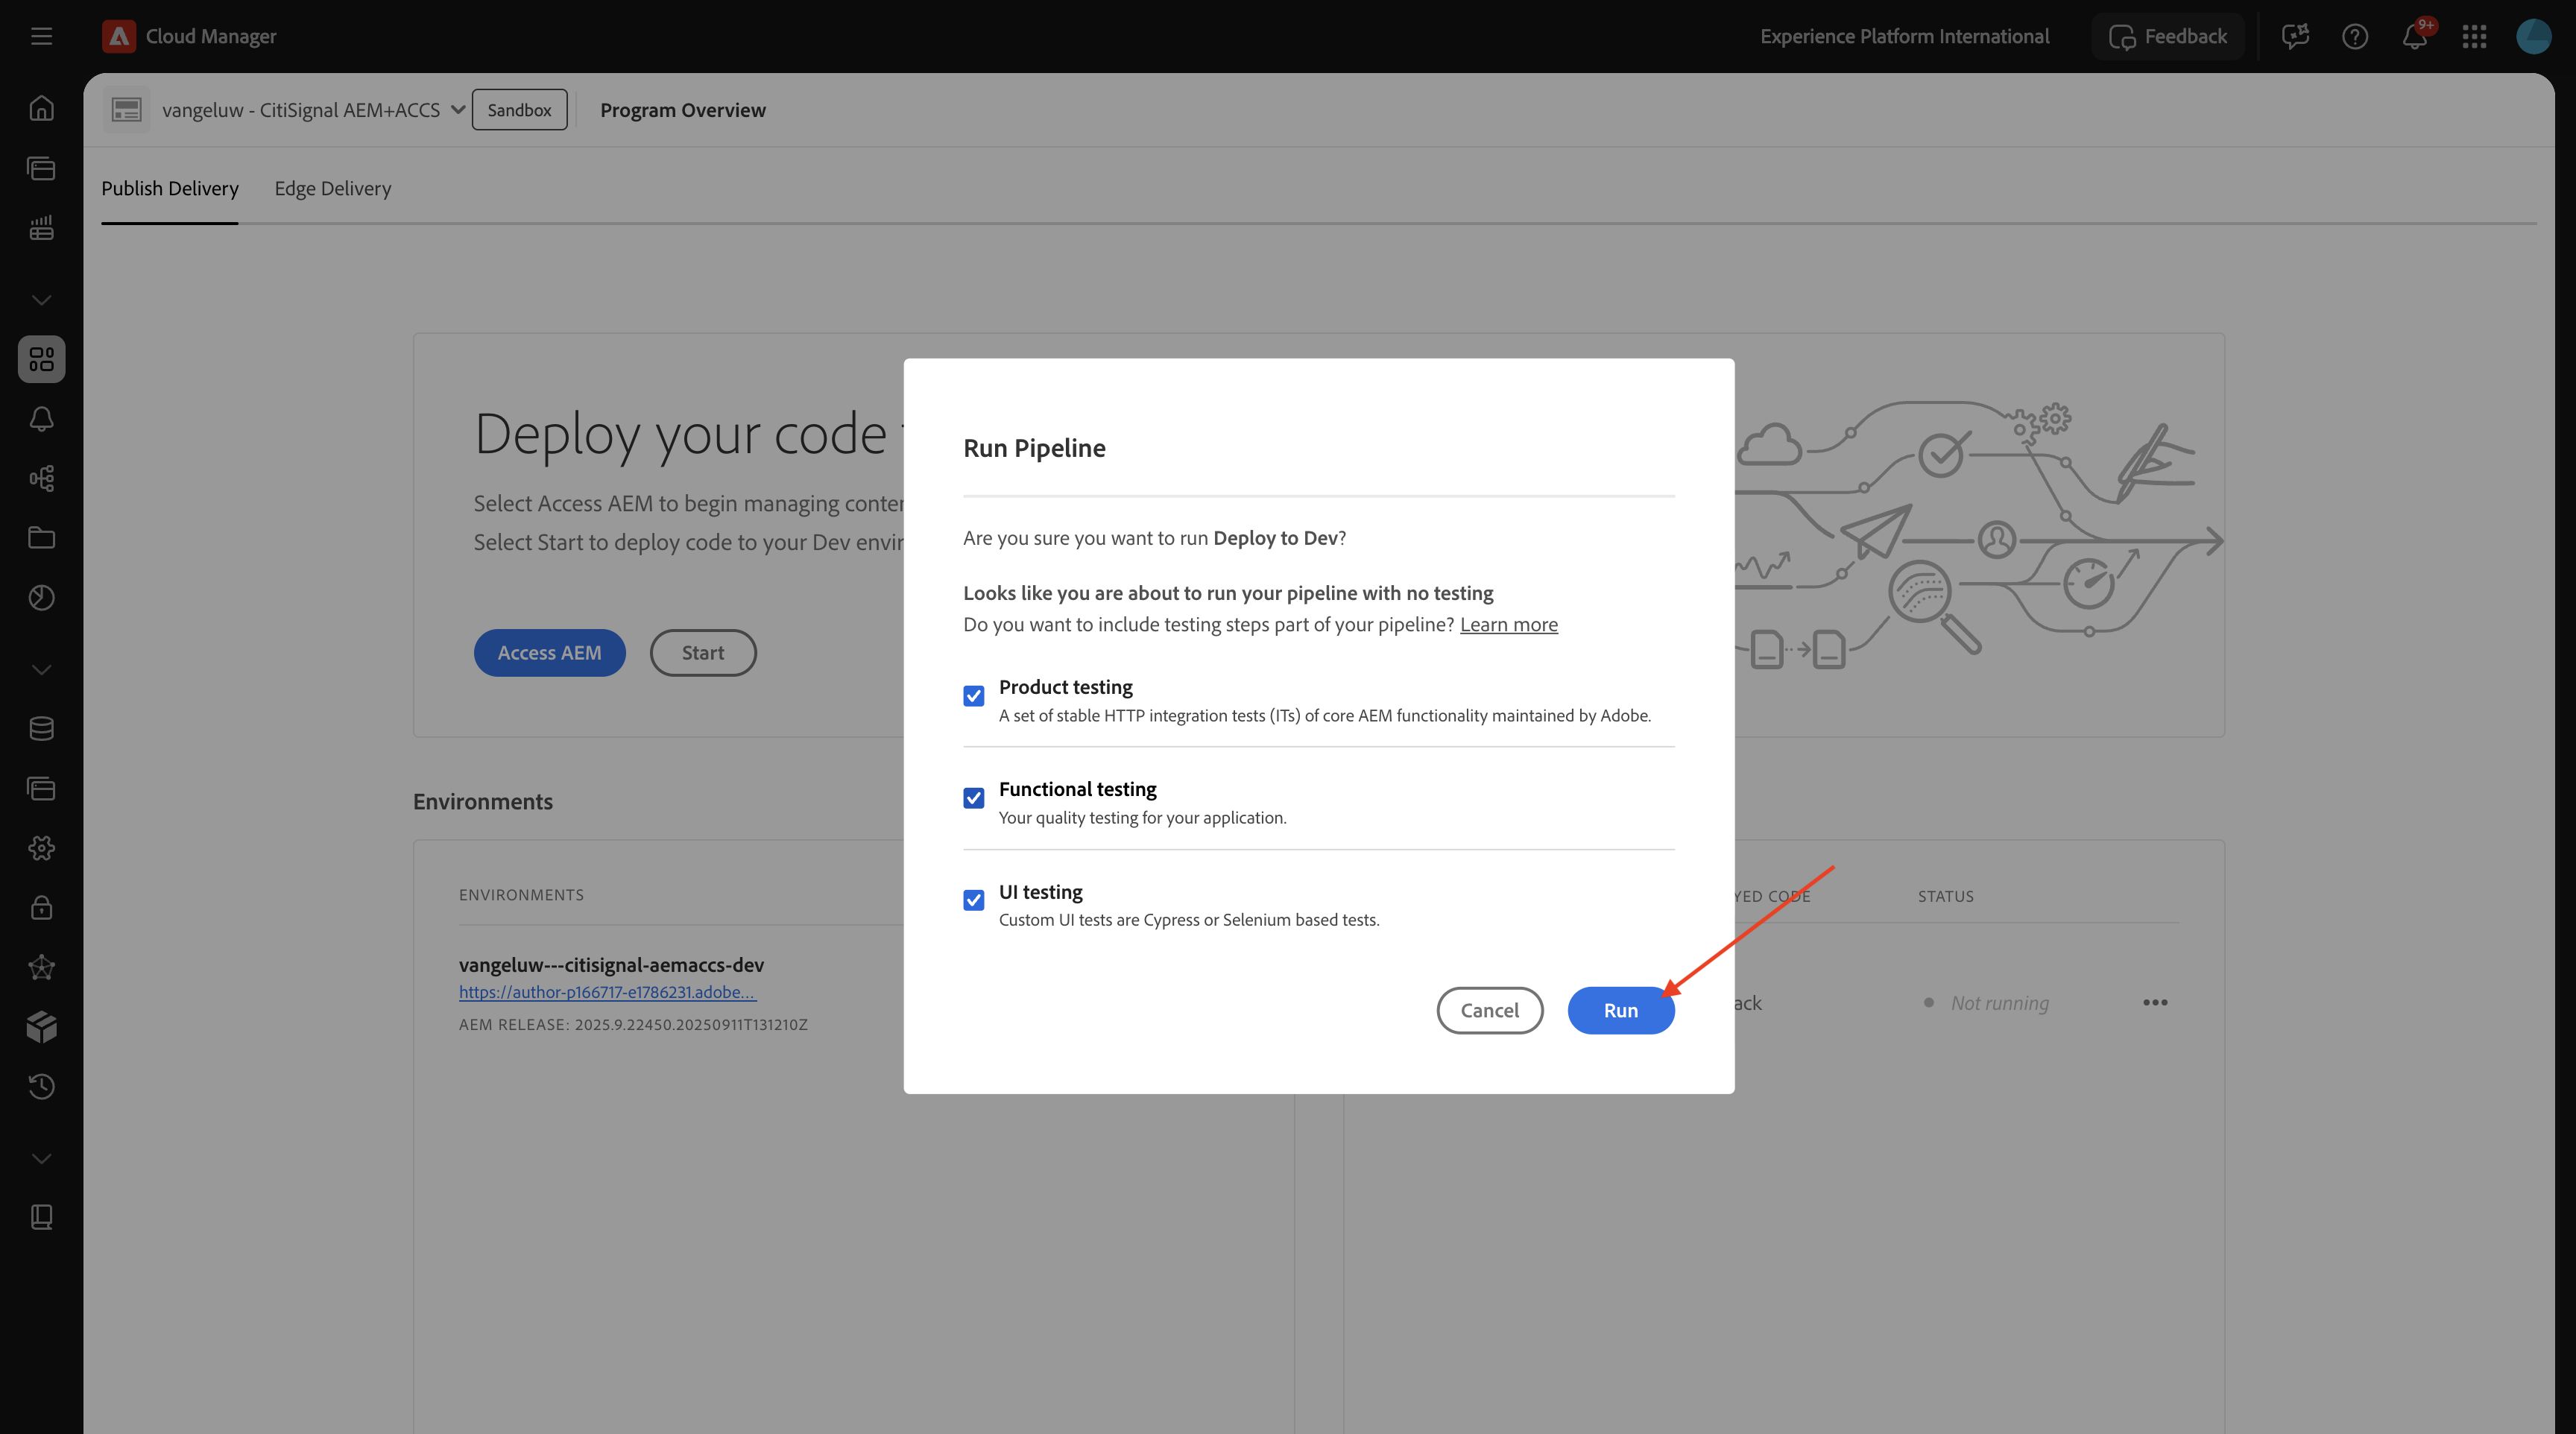 Cloud Manager
Experience Platform International
Feedback
9+
vangeluw - CitiSignal AEM+ACCS
Sandbox
Program Overview
Publish Delivery
Edge Delivery
Deploy your code
Select Access AEM to begin managing
Select Start to deploy code to your Dev
Access AEM
Start
Run Pipeline
Are you sure you want to run Deploy to Dev?
Looks like you are about to run your pipeline with no testing
Do you want to include testing steps part of your pipeline? Learn more
Product testing
A set of stable HTTP integration tests (ITs) of core AEM functionality maintained by Adobe.
Functional testing
Your quality testing for your application.
UI testing
Custom UI tests are Cypress or Selenium based tests.
Cancel
Run
Environments
ENVIRONMENTS
vangeluw---citisignal-aemaccs-dev
https://author-p166717-e1786231.adobe...
AEM RELEASE: 2025.9.22450.20250911T131210Z
CODE
STATUS
Not running